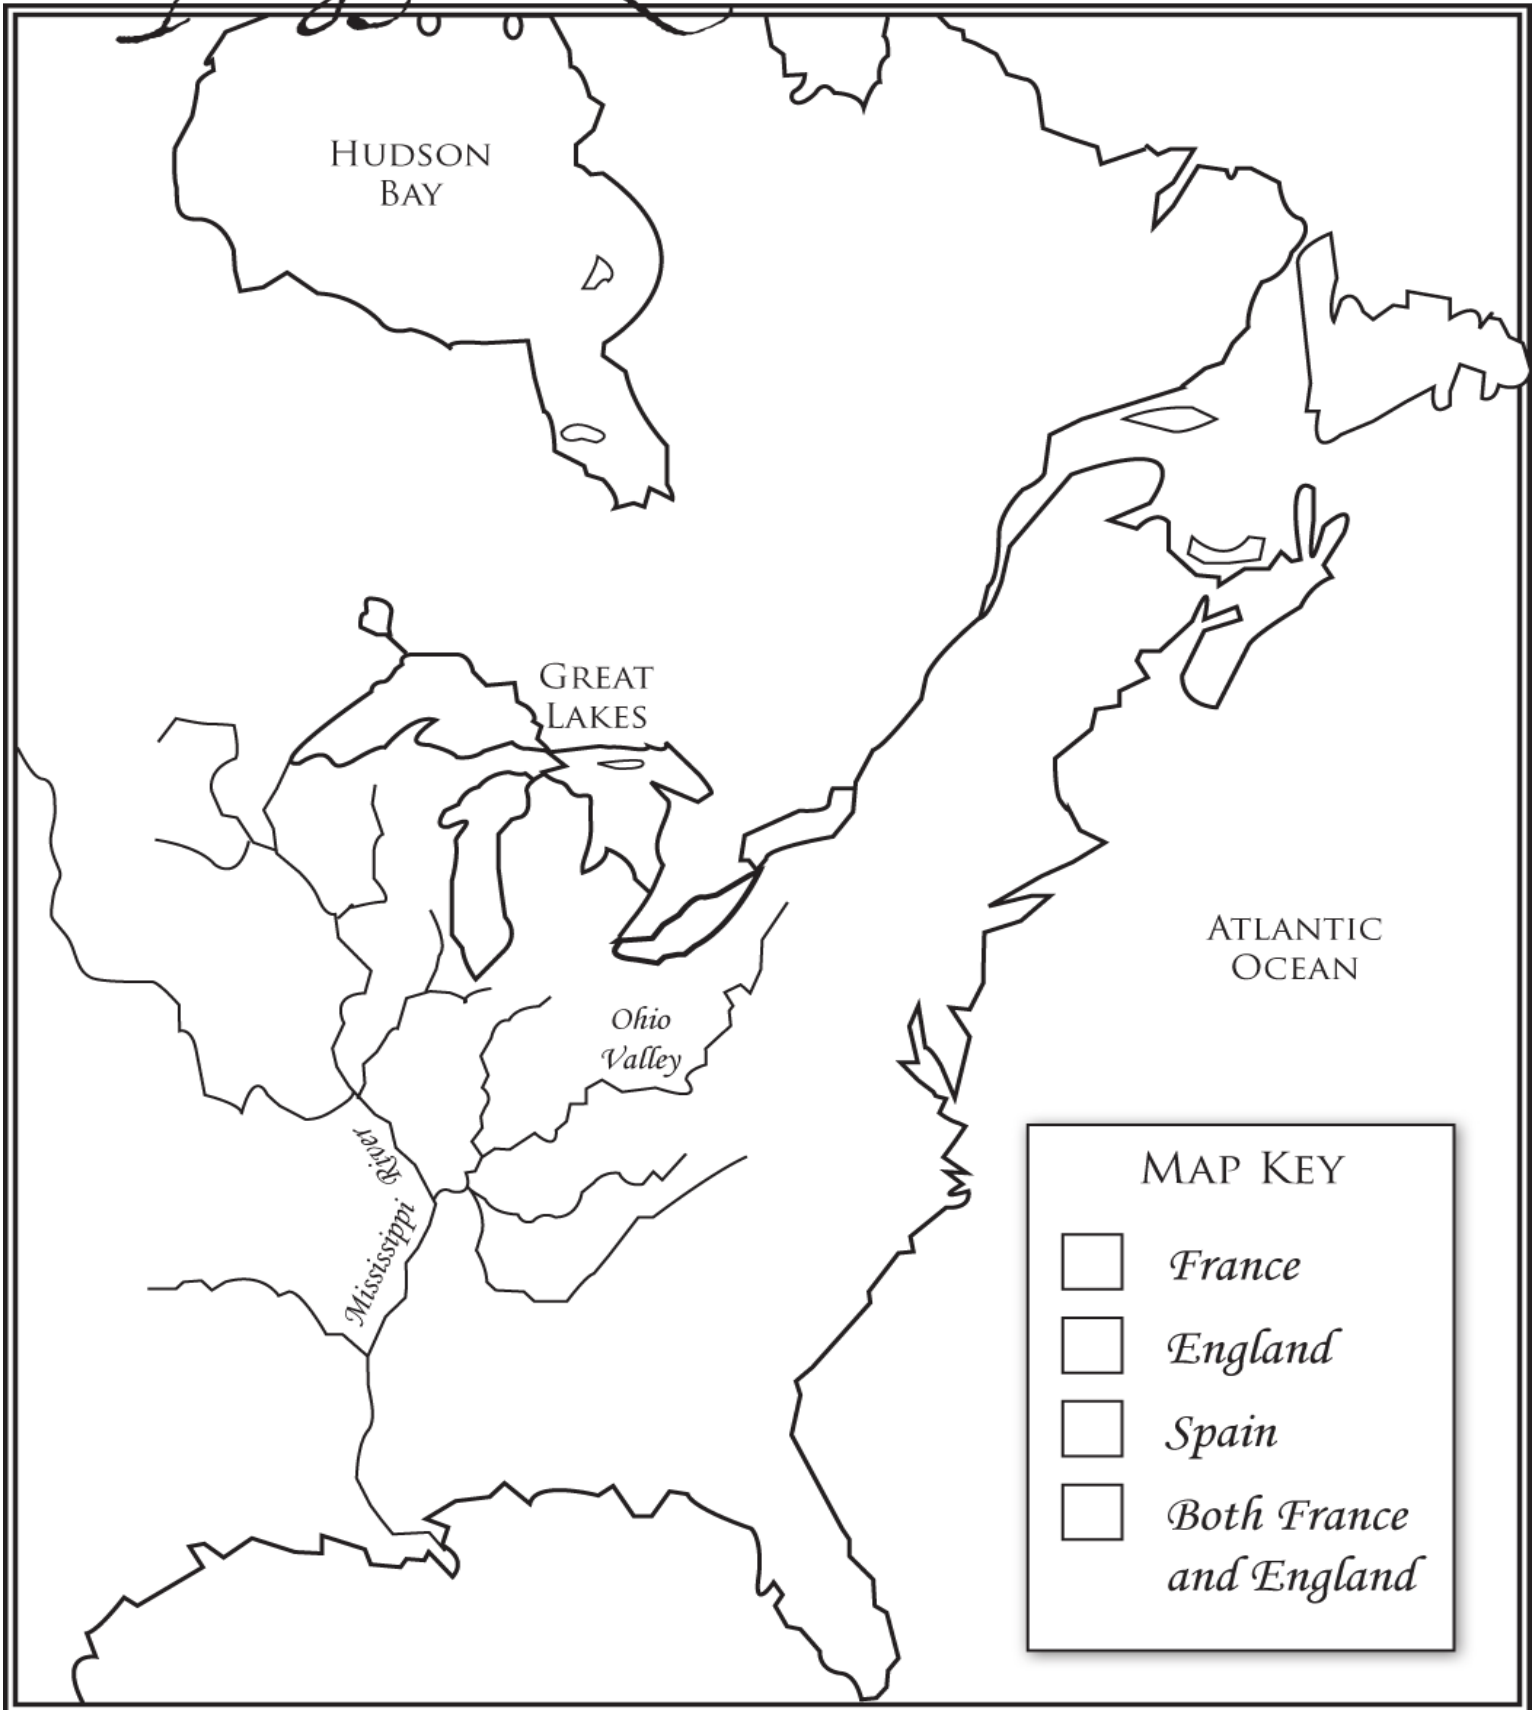 HUDSON
BAY
GREAT
LAKES
ATLANTIC
OCEAN
Ohio
Valley
Mississippi River
MAP KEY
France
England
Spain
Both France
and England